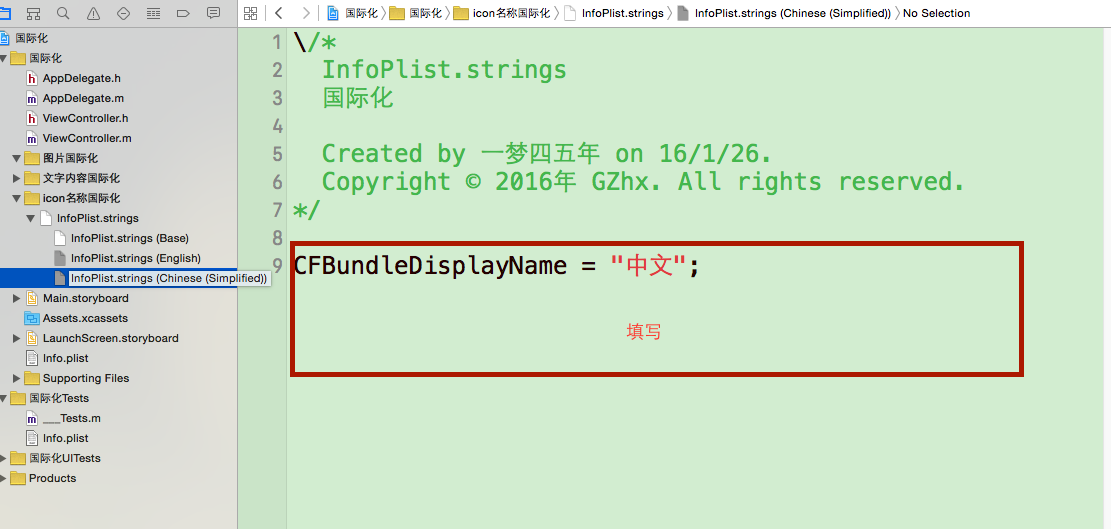 国际化 国际化 icon名称国际化 InfoPlist.strings InfoPlist.strings (Chinese (Simplified)) No Selection
国际化
国际化
AppDelegate.h
AppDelegate.m
ViewController.h
ViewController.m
图片国际化
文字内容国际化
icon名称国际化
InfoPlist.strings
InfoPlist.strings (Base)
InfoPlist.strings (English)
InfoPlist.strings (Chinese (Simplified))
Main.storyboard
Assets.xcassets
LaunchScreen.storyboard
Info.plist
Supporting Files
国际化Tests
___Tests.m
Info.plist
国际化UITests
Products
1 \/*
2 InfoPlist.strings
3 国际化
4
5 Created by 一梦四五年 on 16/1/26.
6 Copyright © 2016年 GZhx. All rights reserved.
7 */
8
9 CFBundleDisplayName = "中文";
填写